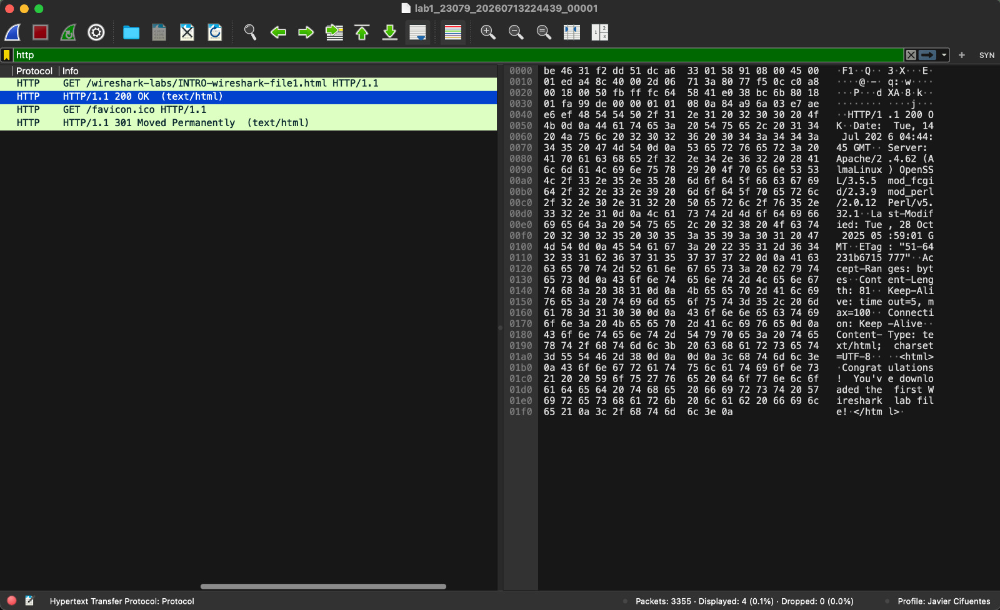 lab1_23079_20260713224439_00001
http
SYN
Protocol Info
HTTP GET /wireshark-labs/INTRO-wireshark-file1.html HTTP/1.1
HTTP HTTP/1.1 200 OK (text/html)
HTTP GET /favicon.ico HTTP/1.1
HTTP HTTP/1.1 301 Moved Permanently (text/html)
0000 be 46 31 f2 dd 51 dc a6 33 01 58 91 08 00 45 00 ·F1··Q··3·X···E·
0010 01 ed a4 8c 40 00 2d 06 71 3a 80 77 f5 0c c0 a8 ····@·-·q:·w····
0020 00 18 00 50 fb ff fc 64 58 41 e0 38 bc 6b 80 18 ···P···dXA·8·k··
0030 01 fa 99 de 00 00 01 01 08 0a 84 a9 6a 03 e7 ae ············j···
0040 e6 ef 48 54 54 50 2f 31 2e 31 20 32 30 30 20 4f ··HTTP/1.1 200 O
0050 4b 0d 0a 44 61 74 65 3a 20 54 75 65 2c 20 31 34 K··Date: Tue, 14
0060 20 4a 75 6c 20 32 30 32 36 20 30 34 3a 34 34 3a Jul 2026 04:44:
0070 34 35 20 47 4d 54 0d 0a 53 65 72 76 65 72 3a 20 45 GMT··Server:
0080 41 70 61 63 68 65 2f 32 2e 34 2e 36 32 20 28 41 Apache/2.4.62 (A
0090 6c 6d 61 4c 69 6e 75 78 29 20 4f 70 65 6e 53 53 lmaLinux) OpenSS
00a0 4c 2f 33 2e 35 2e 35 20 6d 6f 64 5f 66 63 67 69 L/3.5.5 mod_fcgi
00b0 64 2f 32 2e 33 2e 39 20 6d 6f 64 5f 70 65 72 6c d/2.3.9 mod_perl
00c0 2f 32 2e 30 2e 31 32 20 50 65 72 6c 2f 76 35 2e /2.0.12 Perl/v5.
00d0 33 32 2e 31 0d 0a 4c 61 73 74 2d 4d 6f 64 69 66 32.1··Last-Modif
00e0 69 65 64 3a 20 54 75 65 2c 20 32 38 20 4f 63 74 ied: Tue, 28 Oct
00f0 20 32 30 32 35 20 30 35 3a 35 39 3a 30 31 20 47 2025 05:59:01 G
0100 4d 54 0d 0a 45 54 61 67 3a 20 22 35 31 2d 36 34 MT··ETag: "51-64
0110 32 33 31 62 36 37 31 35 37 37 37 22 0d 0a 41 63 231b6715777"··Ac
0120 63 65 70 74 2d 52 61 6e 67 65 73 3a 20 62 79 74 cept-Ranges: byt
0130 65 73 0d 0a 43 6f 6e 74 65 6e 74 2d 4c 65 6e 67 es··Content-Leng
0140 74 68 3a 20 38 31 0d 0a 4b 65 65 70 2d 41 6c 69 th: 81··Keep-Ali
0150 76 65 3a 20 74 69 6d 65 6f 75 74 3d 35 2c 20 6d ve: timeout=5, m
0160 61 78 3d 31 30 30 0d 0a 43 6f 6e 6e 65 63 74 69 ax=100··Connecti
0170 6f 6e 3a 20 4b 65 65 70 2d 41 6c 69 76 65 0d 0a on: Keep-Alive··
0180 43 6f 6e 74 65 6e 74 2d 54 79 70 65 3a 20 74 65 Content-Type: te
0190 78 74 2f 68 74 6d 6c 3b 20 63 68 61 72 73 65 74 xt/html; charset
01a0 3d 55 54 46 2d 38 0d 0a 0d 0a 3c 68 74 6d 6c 3e =UTF-8····<html>
01b0 0a 43 6f 6e 67 72 61 74 75 6c 61 74 69 6f 6e 73 ·Congratulations
01c0 21 20 20 59 6f 75 27 76 65 20 64 6f 77 6e 6c 6f !  You've downlo
01d0 61 64 65 64 20 74 68 65 20 66 69 72 73 74 20 57 aded the first W
01e0 69 72 65 73 68 61 72 6b 20 6c 61 62 20 66 69 6c ireshark lab fil
01f0 65 21 0a 3c 2f 68 74 6d 6c 3e 0a e!·</html>·
Hypertext Transfer Protocol: Protocol
Packets: 3355 · Displayed: 4 (0.1%) · Dropped: 0 (0.0%)
Profile: Javier Cifuentes